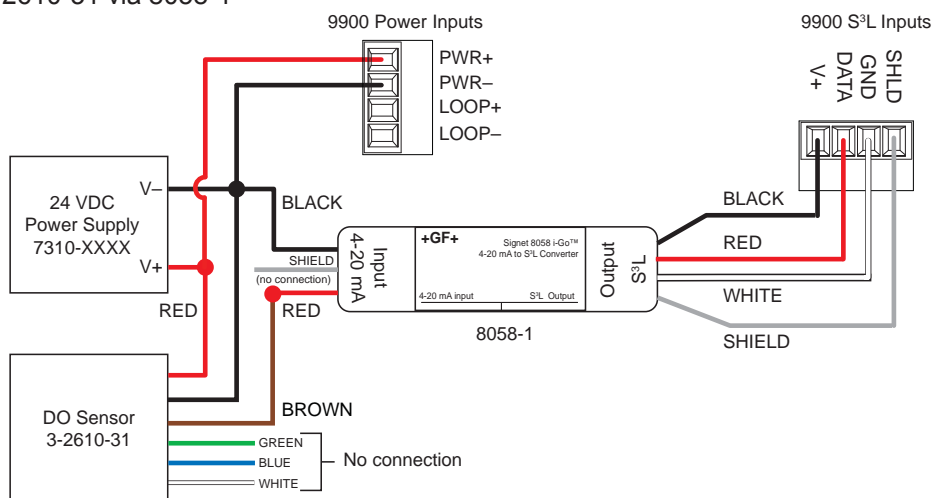 2610-31 via 8058-1
9900 Power Inputs
9900 S³L Inputs
PWR+
PWR–
LOOP+
LOOP–
V+
DATA
GND
SHLD
24 VDC
Power Supply
7310-XXXX
V–
V+
BLACK
RED
SHIELD
(no connection)
RED
4-20 mA
Input
+GF+
Signet 8058 i-Go™
4-20 mA to S³L Converter
4-20 mA input
S³L Output
Output
S³L
8058-1
BLACK
RED
WHITE
SHIELD
DO Sensor
3-2610-31
BROWN
GREEN
BLUE
WHITE
No connection